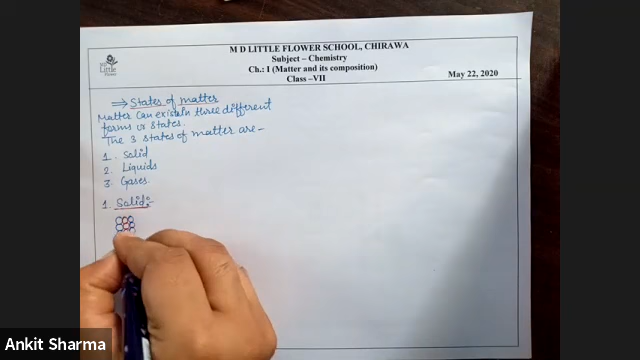 M D LITTLE FLOWER SCHOOL, CHIRAWA
Subject – Chemistry
Ch.: I (Matter and its composition)
Class –VII
May 22, 2020
Little
⇒ States of matter
Matter Can exist in three different
forms or states.
The 3 States of matter are –
1. Solid
2. Liquids
3. Gases.
1. Solid:-
Ankit Sharma